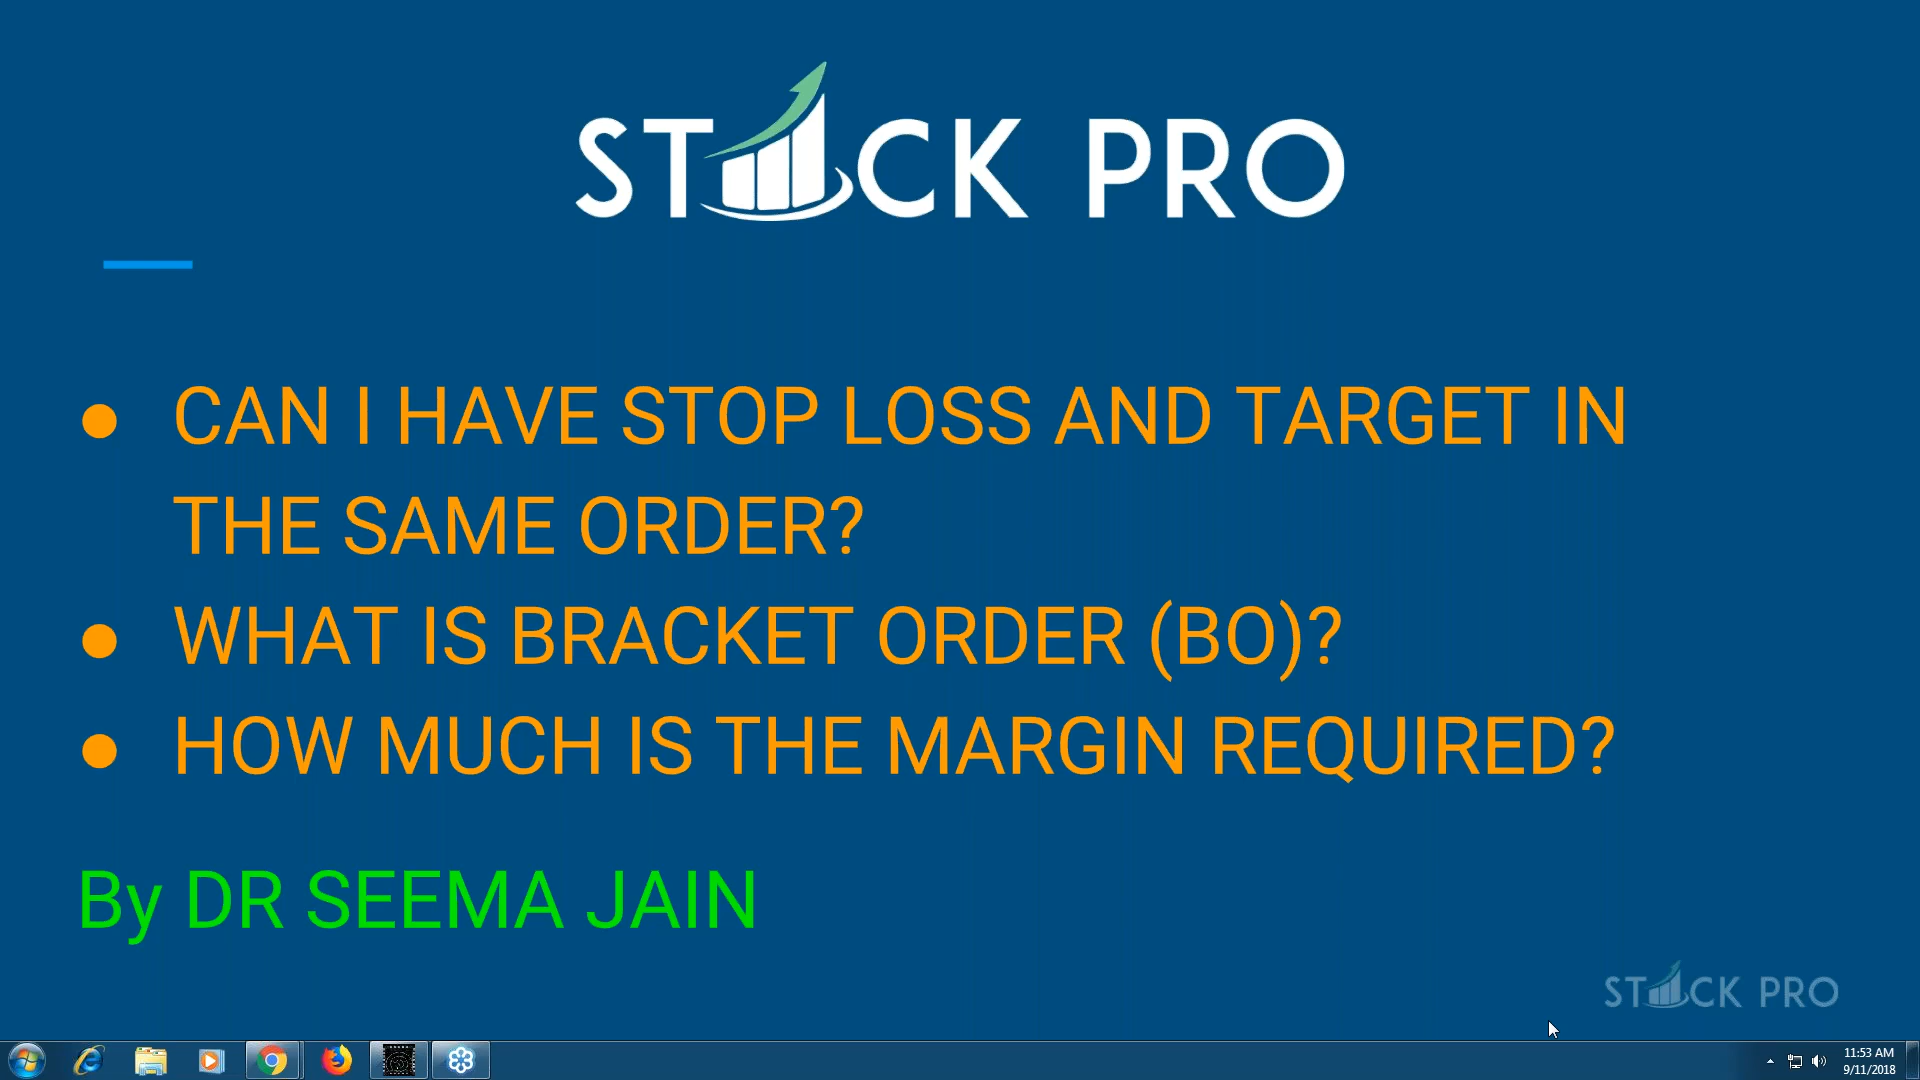 STOCK PRO
● CAN I HAVE STOP LOSS AND TARGET IN
THE SAME ORDER?
● WHAT IS BRACKET ORDER (BO)?
● HOW MUCH IS THE MARGIN REQUIRED?
By DR SEEMA JAIN
STOCK PRO
11:53 AM
9/11/2018